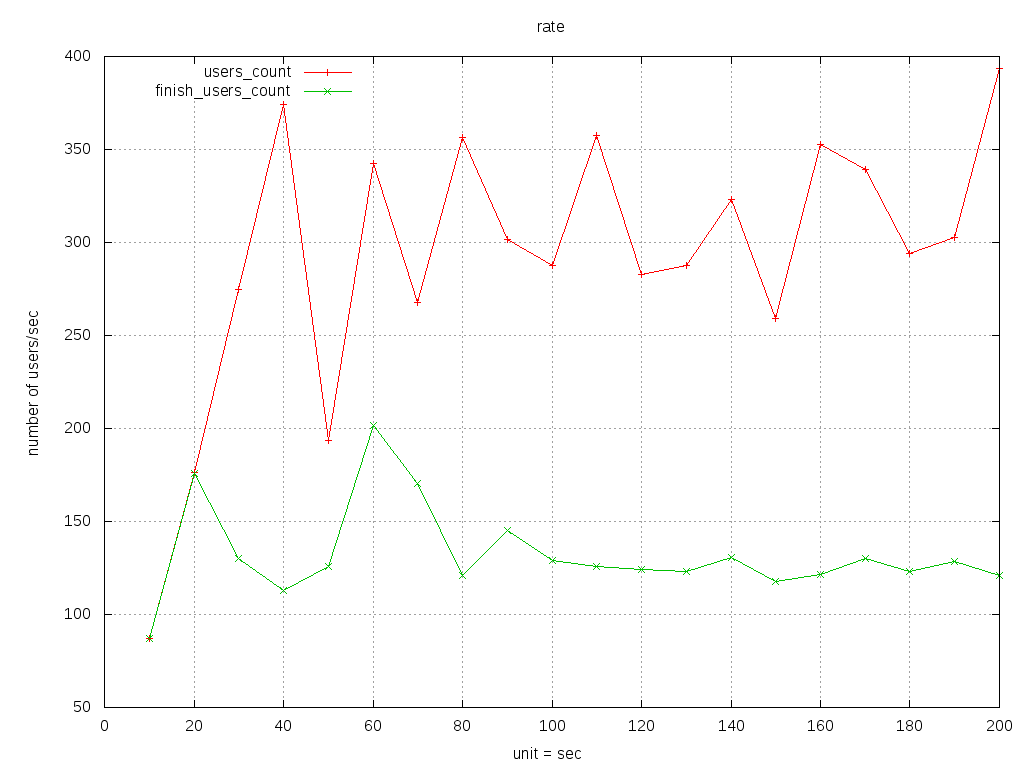 rate
users_count
finish_users_count
400
350
300
250
200
150
100
50
number of users/sec
0 20 40 60 80 100 120 140 160 180 200
unit = sec